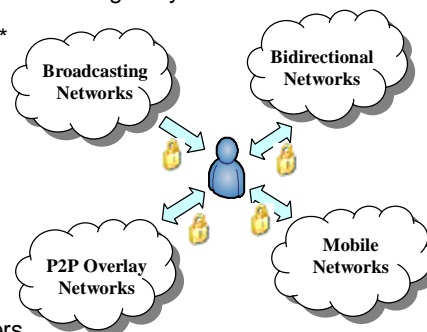 *
Broadcasting
Networks
Bidirectional
Networks
P2P Overlay
Networks
Mobile
Networks